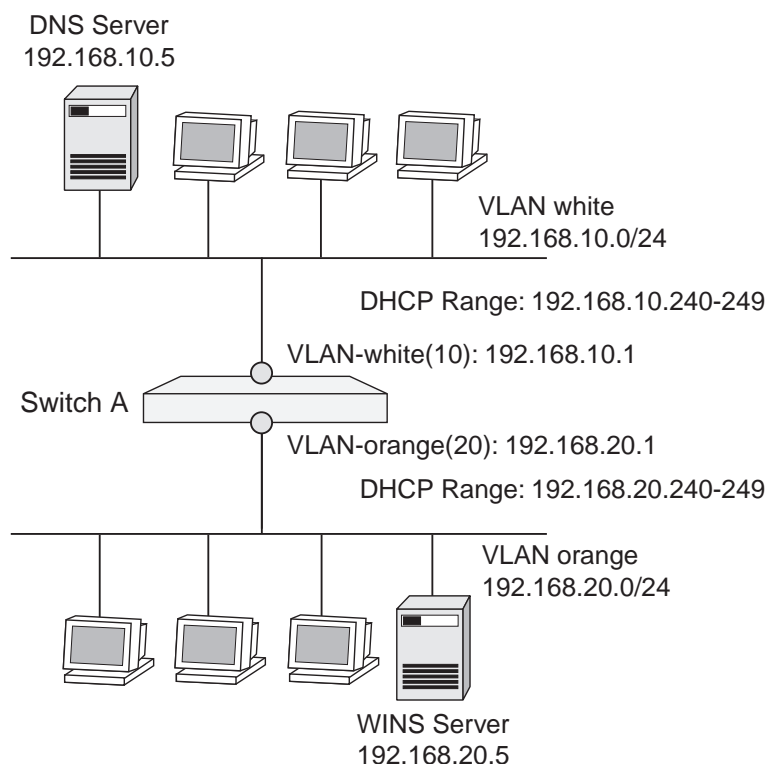 DNS Server
192.168.10.5
VLAN white
192.168.10.0/24
DHCP Range: 192.168.10.240-249
VLAN-white(10): 192.168.10.1
Switch A
VLAN-orange(20): 192.168.20.1
DHCP Range: 192.168.20.240-249
VLAN orange
192.168.20.0/24
WINS Server
192.168.20.5